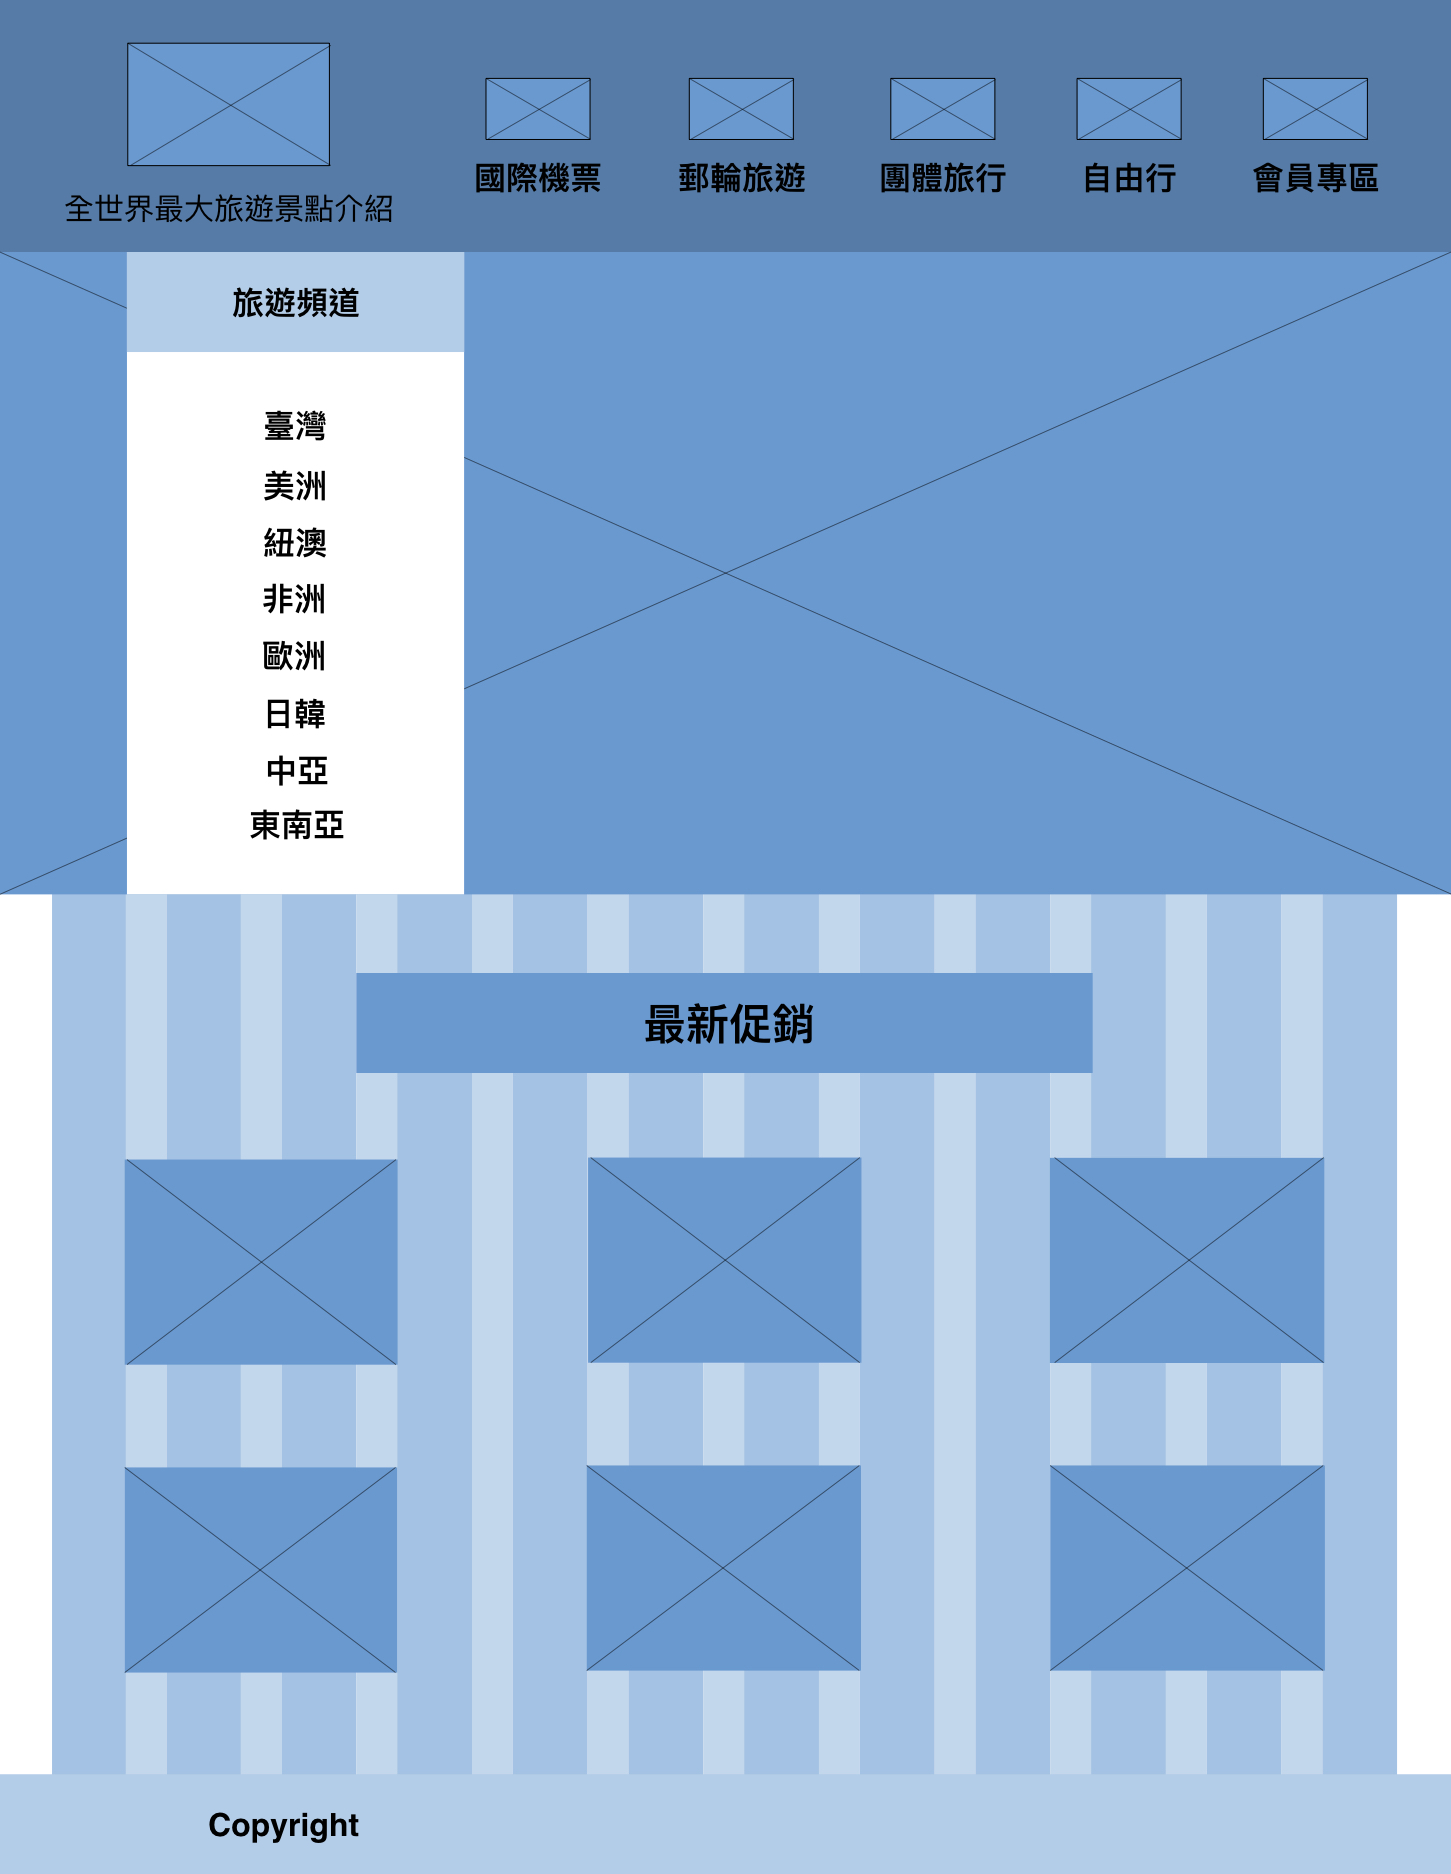 全世界最大旅遊景點介紹
國際機票
郵輪旅遊
團體旅行
自由行
會員專區
旅遊頻道
臺灣
美洲
紐澳
非洲
歐洲
日韓
中亞
東南亞
最新促銷
Copyright